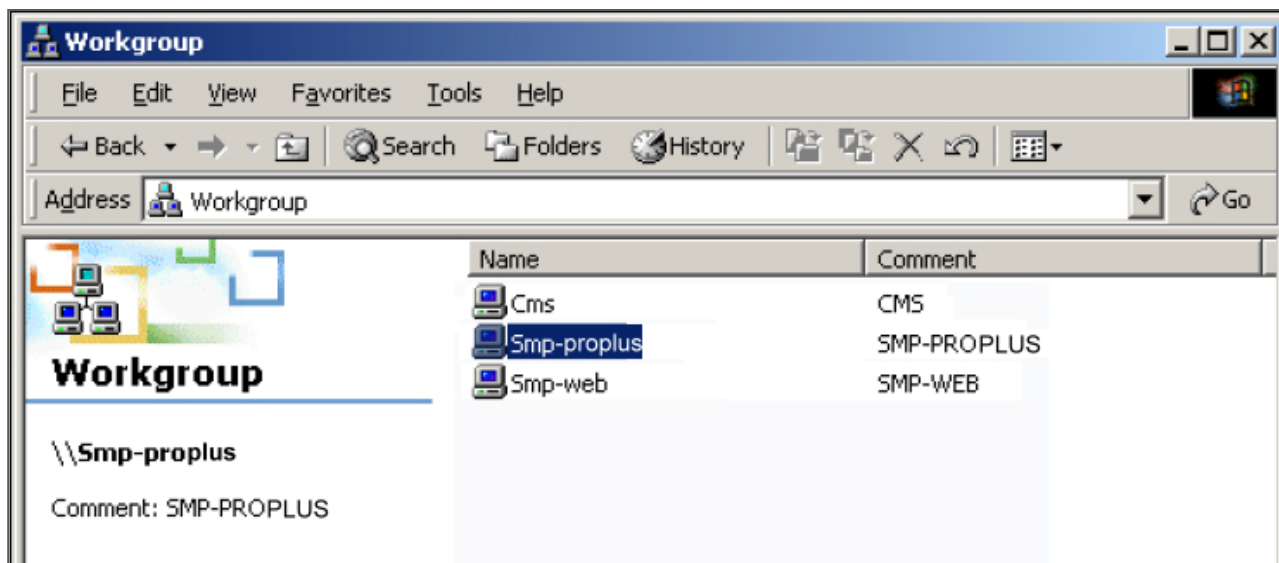 Workgroup
File Edit View Favorites Tools Help
Back Search Folders History
Address Workgroup Go
Name Comment
Cms CMS
Smp-proplus SMP-PROPLUS
Smp-web SMP-WEB
Workgroup
\\Smp-proplus
Comment: SMP-PROPLUS